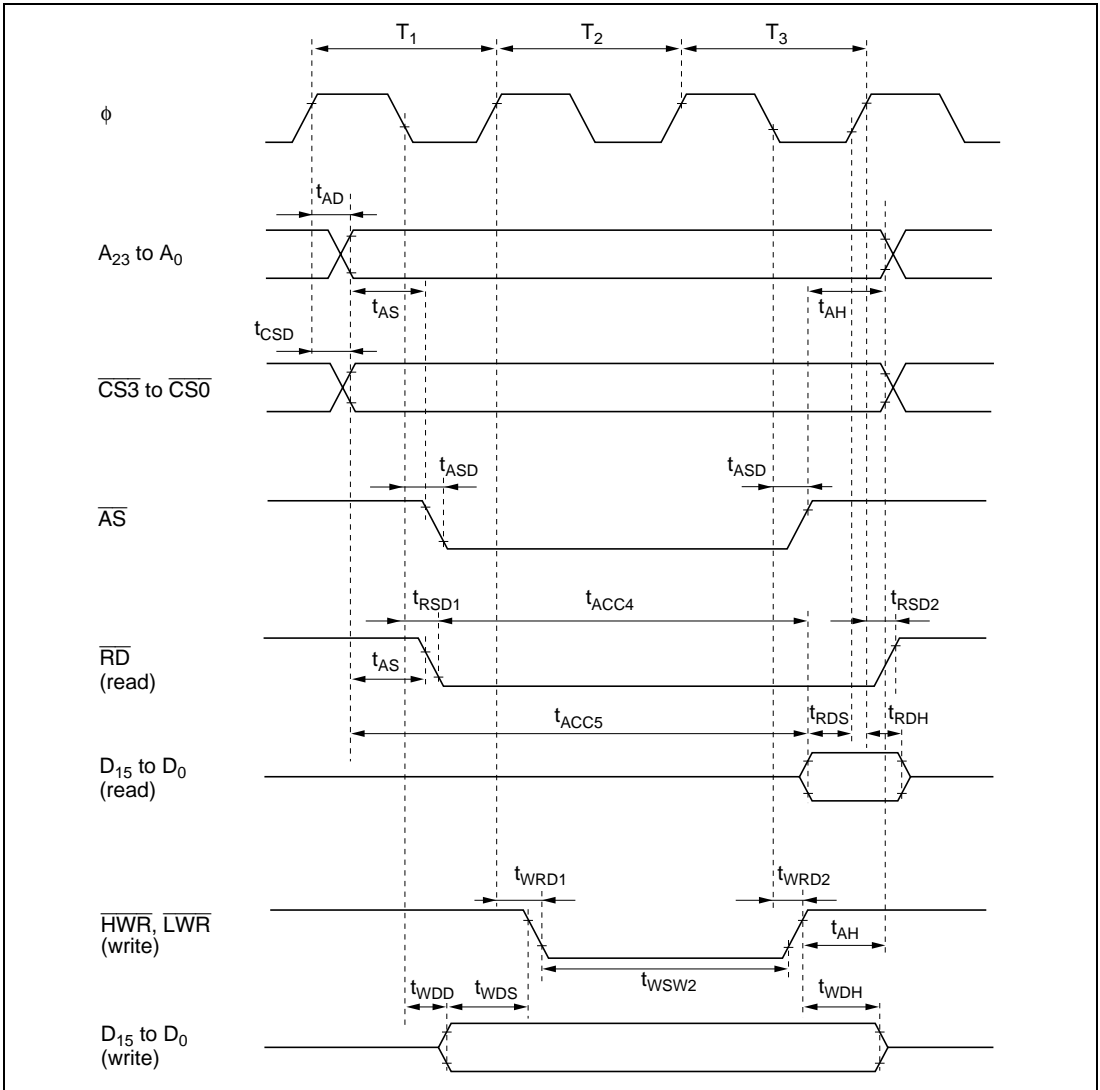 T1 T2 T3
ϕ
tAD
A23 to A0
tAS tAH
tCSD
CS3 to CS0
tASD tASD
AS
tRSD1 tACC4 tRSD2
RD
(read)
tAS
tACC5 tRDS tRDH
D15 to D0
(read)
tWRD1 tWRD2
HWR, LWR
(write)
tAH
tWSW2
tWDD tWDS tWDH
D15 to D0
(write)